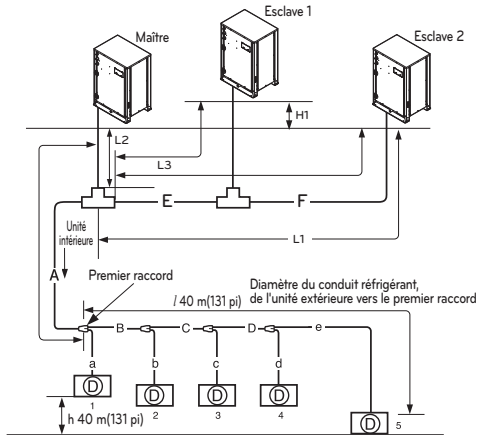 Maître
Esclave 1
Esclave 2
H1
L2
L3
E
F
L1
Unité
intérieure
A
Premier raccord
Diamètre du conduit réfrigérant,
de l'unité extérieure vers le premier raccord
l 40 m(131 pi)
B
C
D
e
a
b
c
d
D
D
D
D
D
1
2
3
4
5
h 40 m(131 pi)